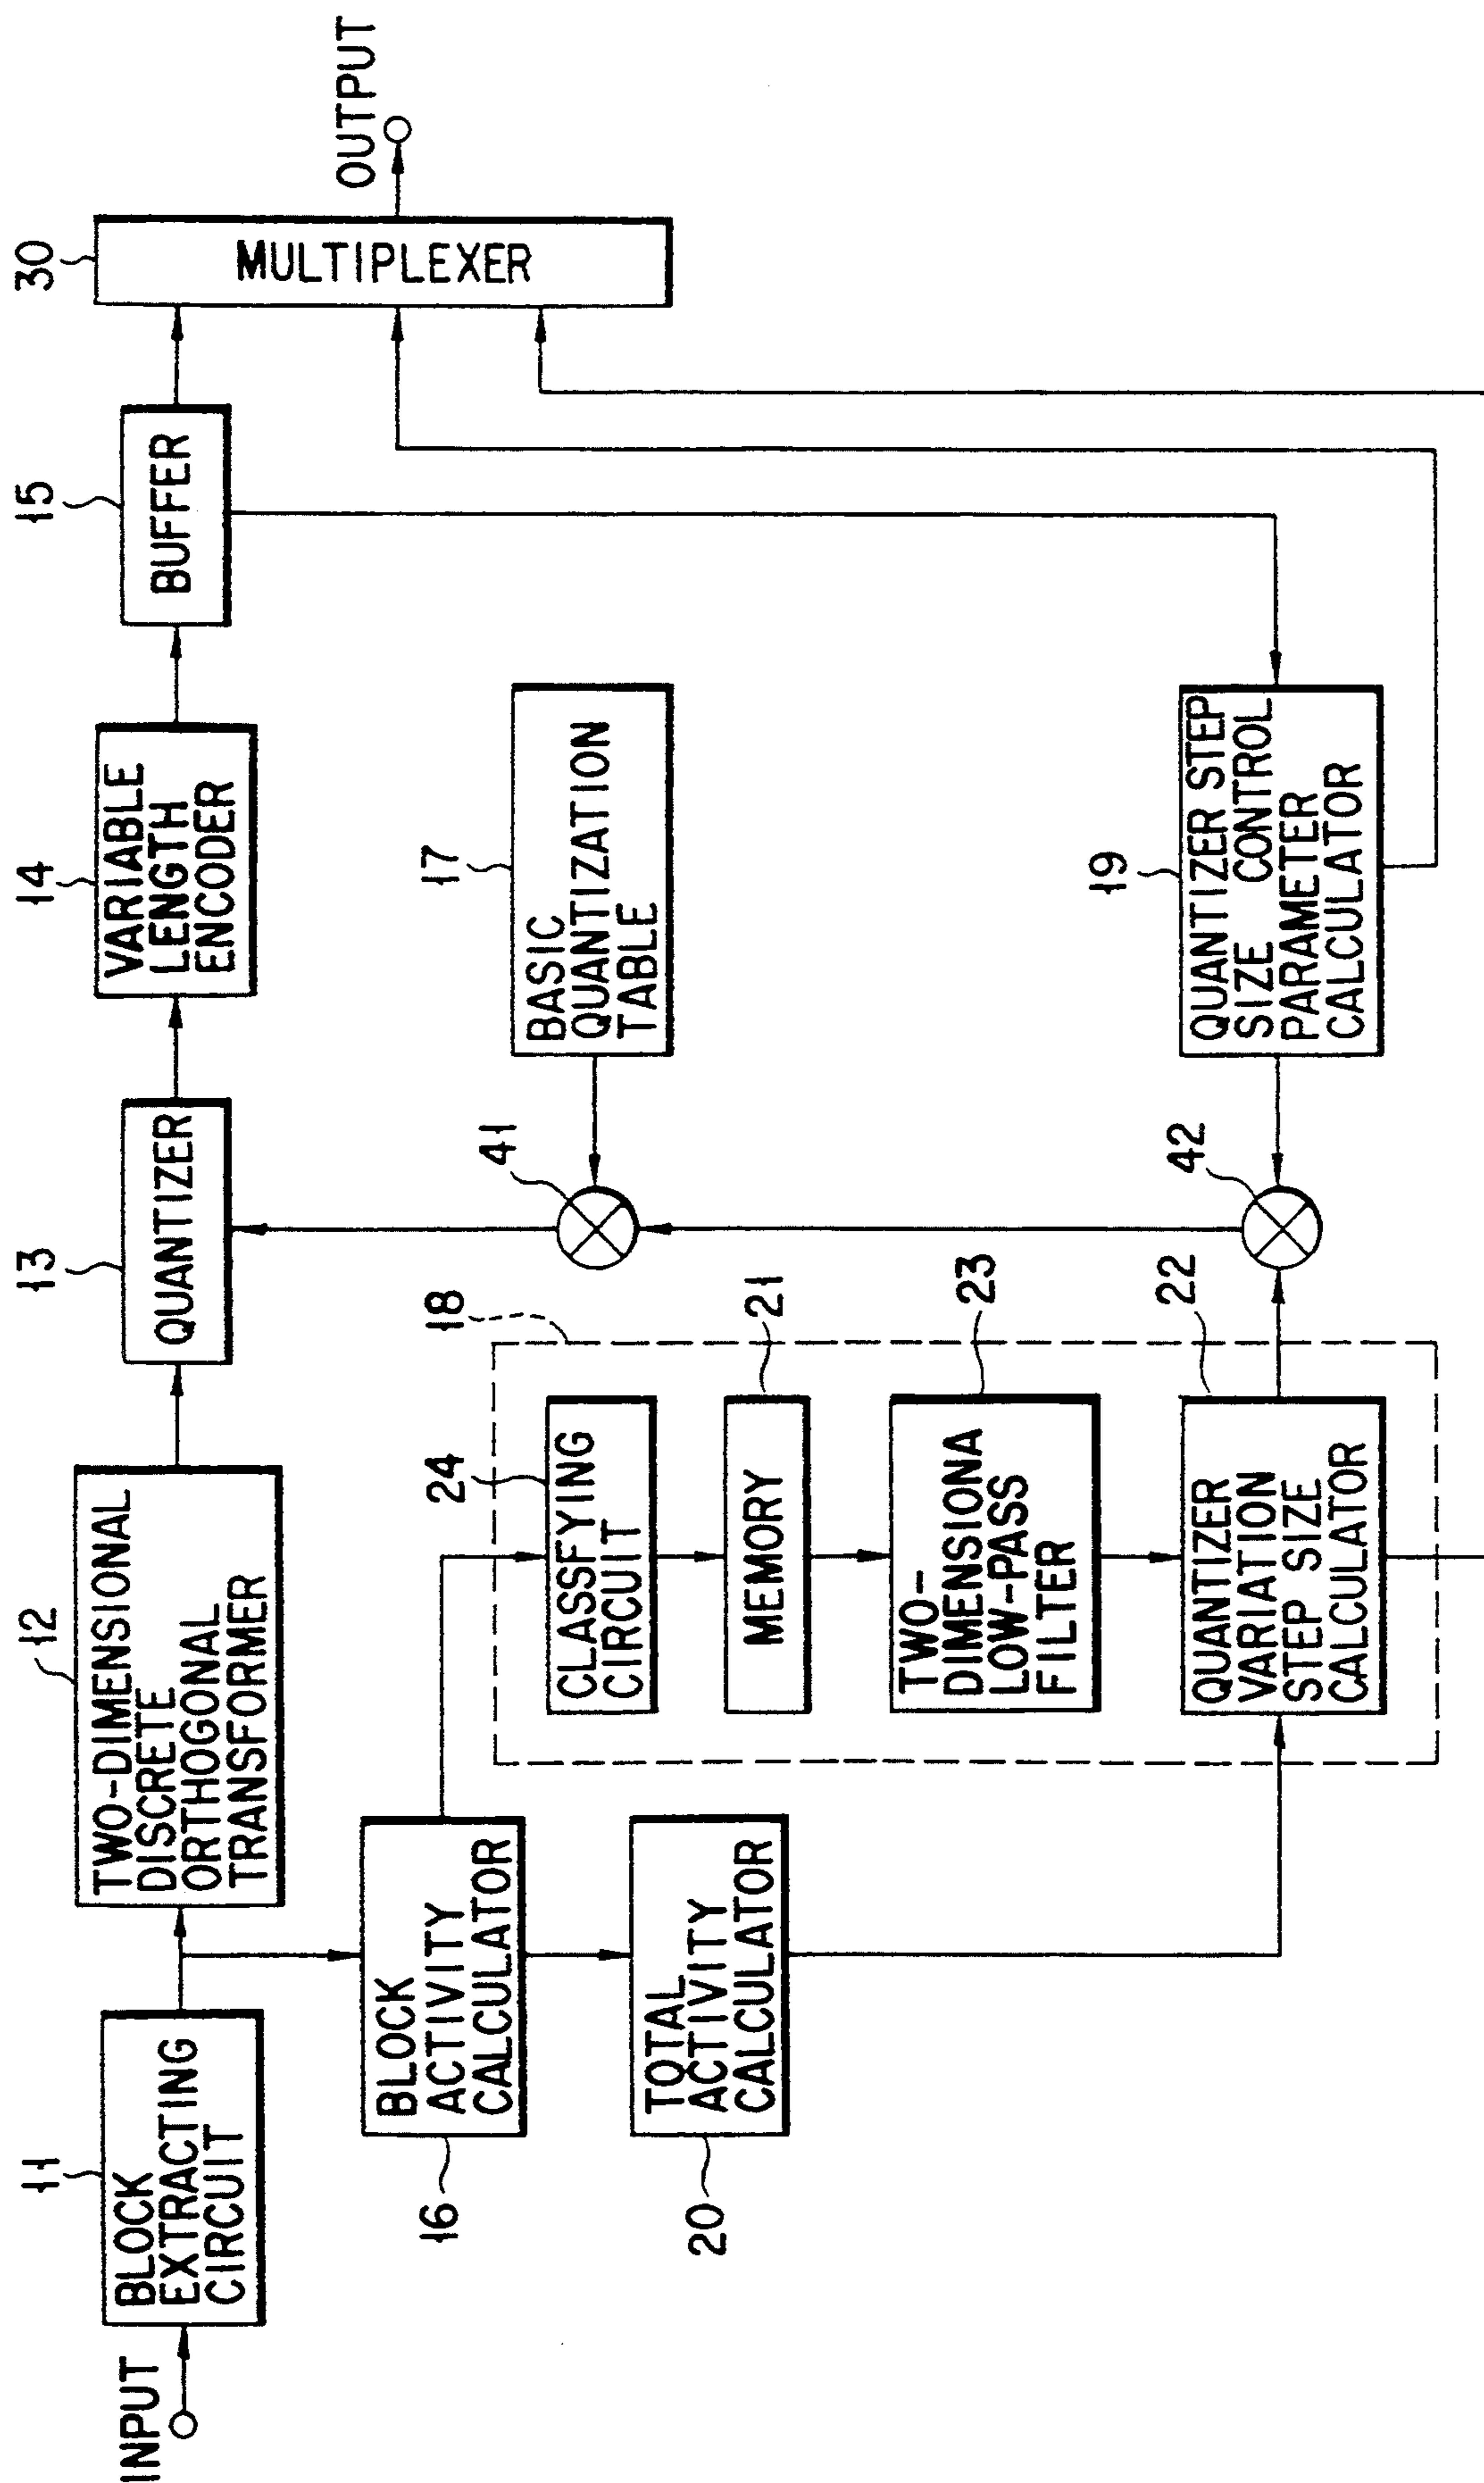 INPUT
11
BLOCK
EXTRACTING
CIRCUIT
12
TWO-DIMENSIONAL
DISCRETE
ORTHOGONAL
TRANSFORMER
13
QUANTIZER
14
VARIABLE
LENGTH
ENCODER
15
BUFFER
30
MULTIPLEXER
OUTPUT
16
BLOCK
ACTIVITY
CALCULATOR
20
TOTAL
ACTIVITY
CALCULATOR
18
24
CLASSFYING
CIRCUIT
21
MEMORY
23
TWO-
DIMENSIONA
LOW-PASS
FILTER
22
QUANTIZER
VARIATION
STEP SIZE
CALCULATOR
41
17
BASIC
QUANTIZATION
TABLE
42
19
QUANTIZER STEP
SIZE CONTROL
PARAMETER
CALCULATOR